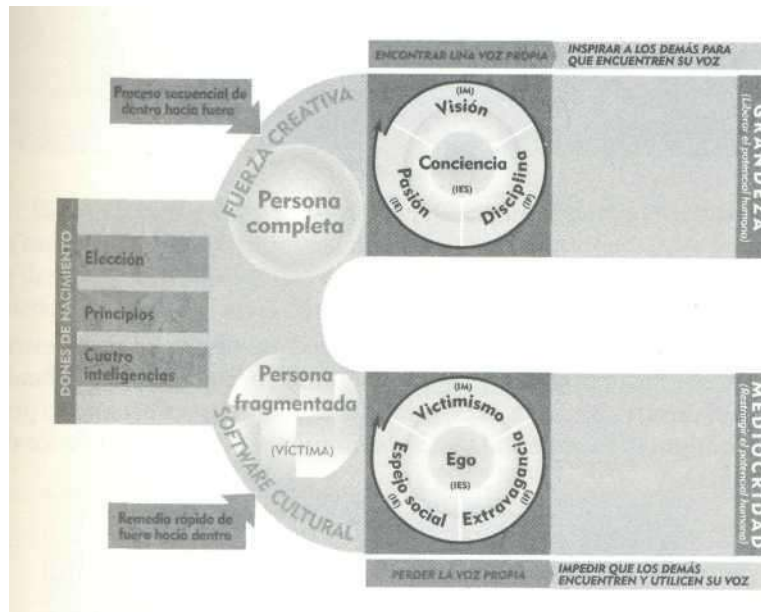 ENCONTRAR UNA VOZ PROPIA
INSPIRAR A LOS DEMÁS PARA
QUE ENCUENTREN SU VOZ
Proceso secuencial de
dentro hacia fuera
FUERZA CREATIVA
Persona
completa
(IM)
Visión
Conciencia
(IES)
Pasión
(IE)
Disciplina
(IF)
GRANDEZA
(Liberar el potencial humano)
DONES DE NACIMIENTO
Elección
Principios
Cuatro
inteligencias
Persona
fragmentada
(VÍCTIMA)
SOFTWARE CULTURAL
(IM)
Victimismo
Ego
(IES)
Espejo social
(IE)
Extravagancia
(IF)
MEDIOCRIDAD
(Restringir el potencial humano)
Remedio rápido de
fuera hacia dentro
PERDER LA VOZ PROPIA
IMPEDIR QUE LOS DEMÁS
ENCUENTREN Y UTILICEN SU VOZ